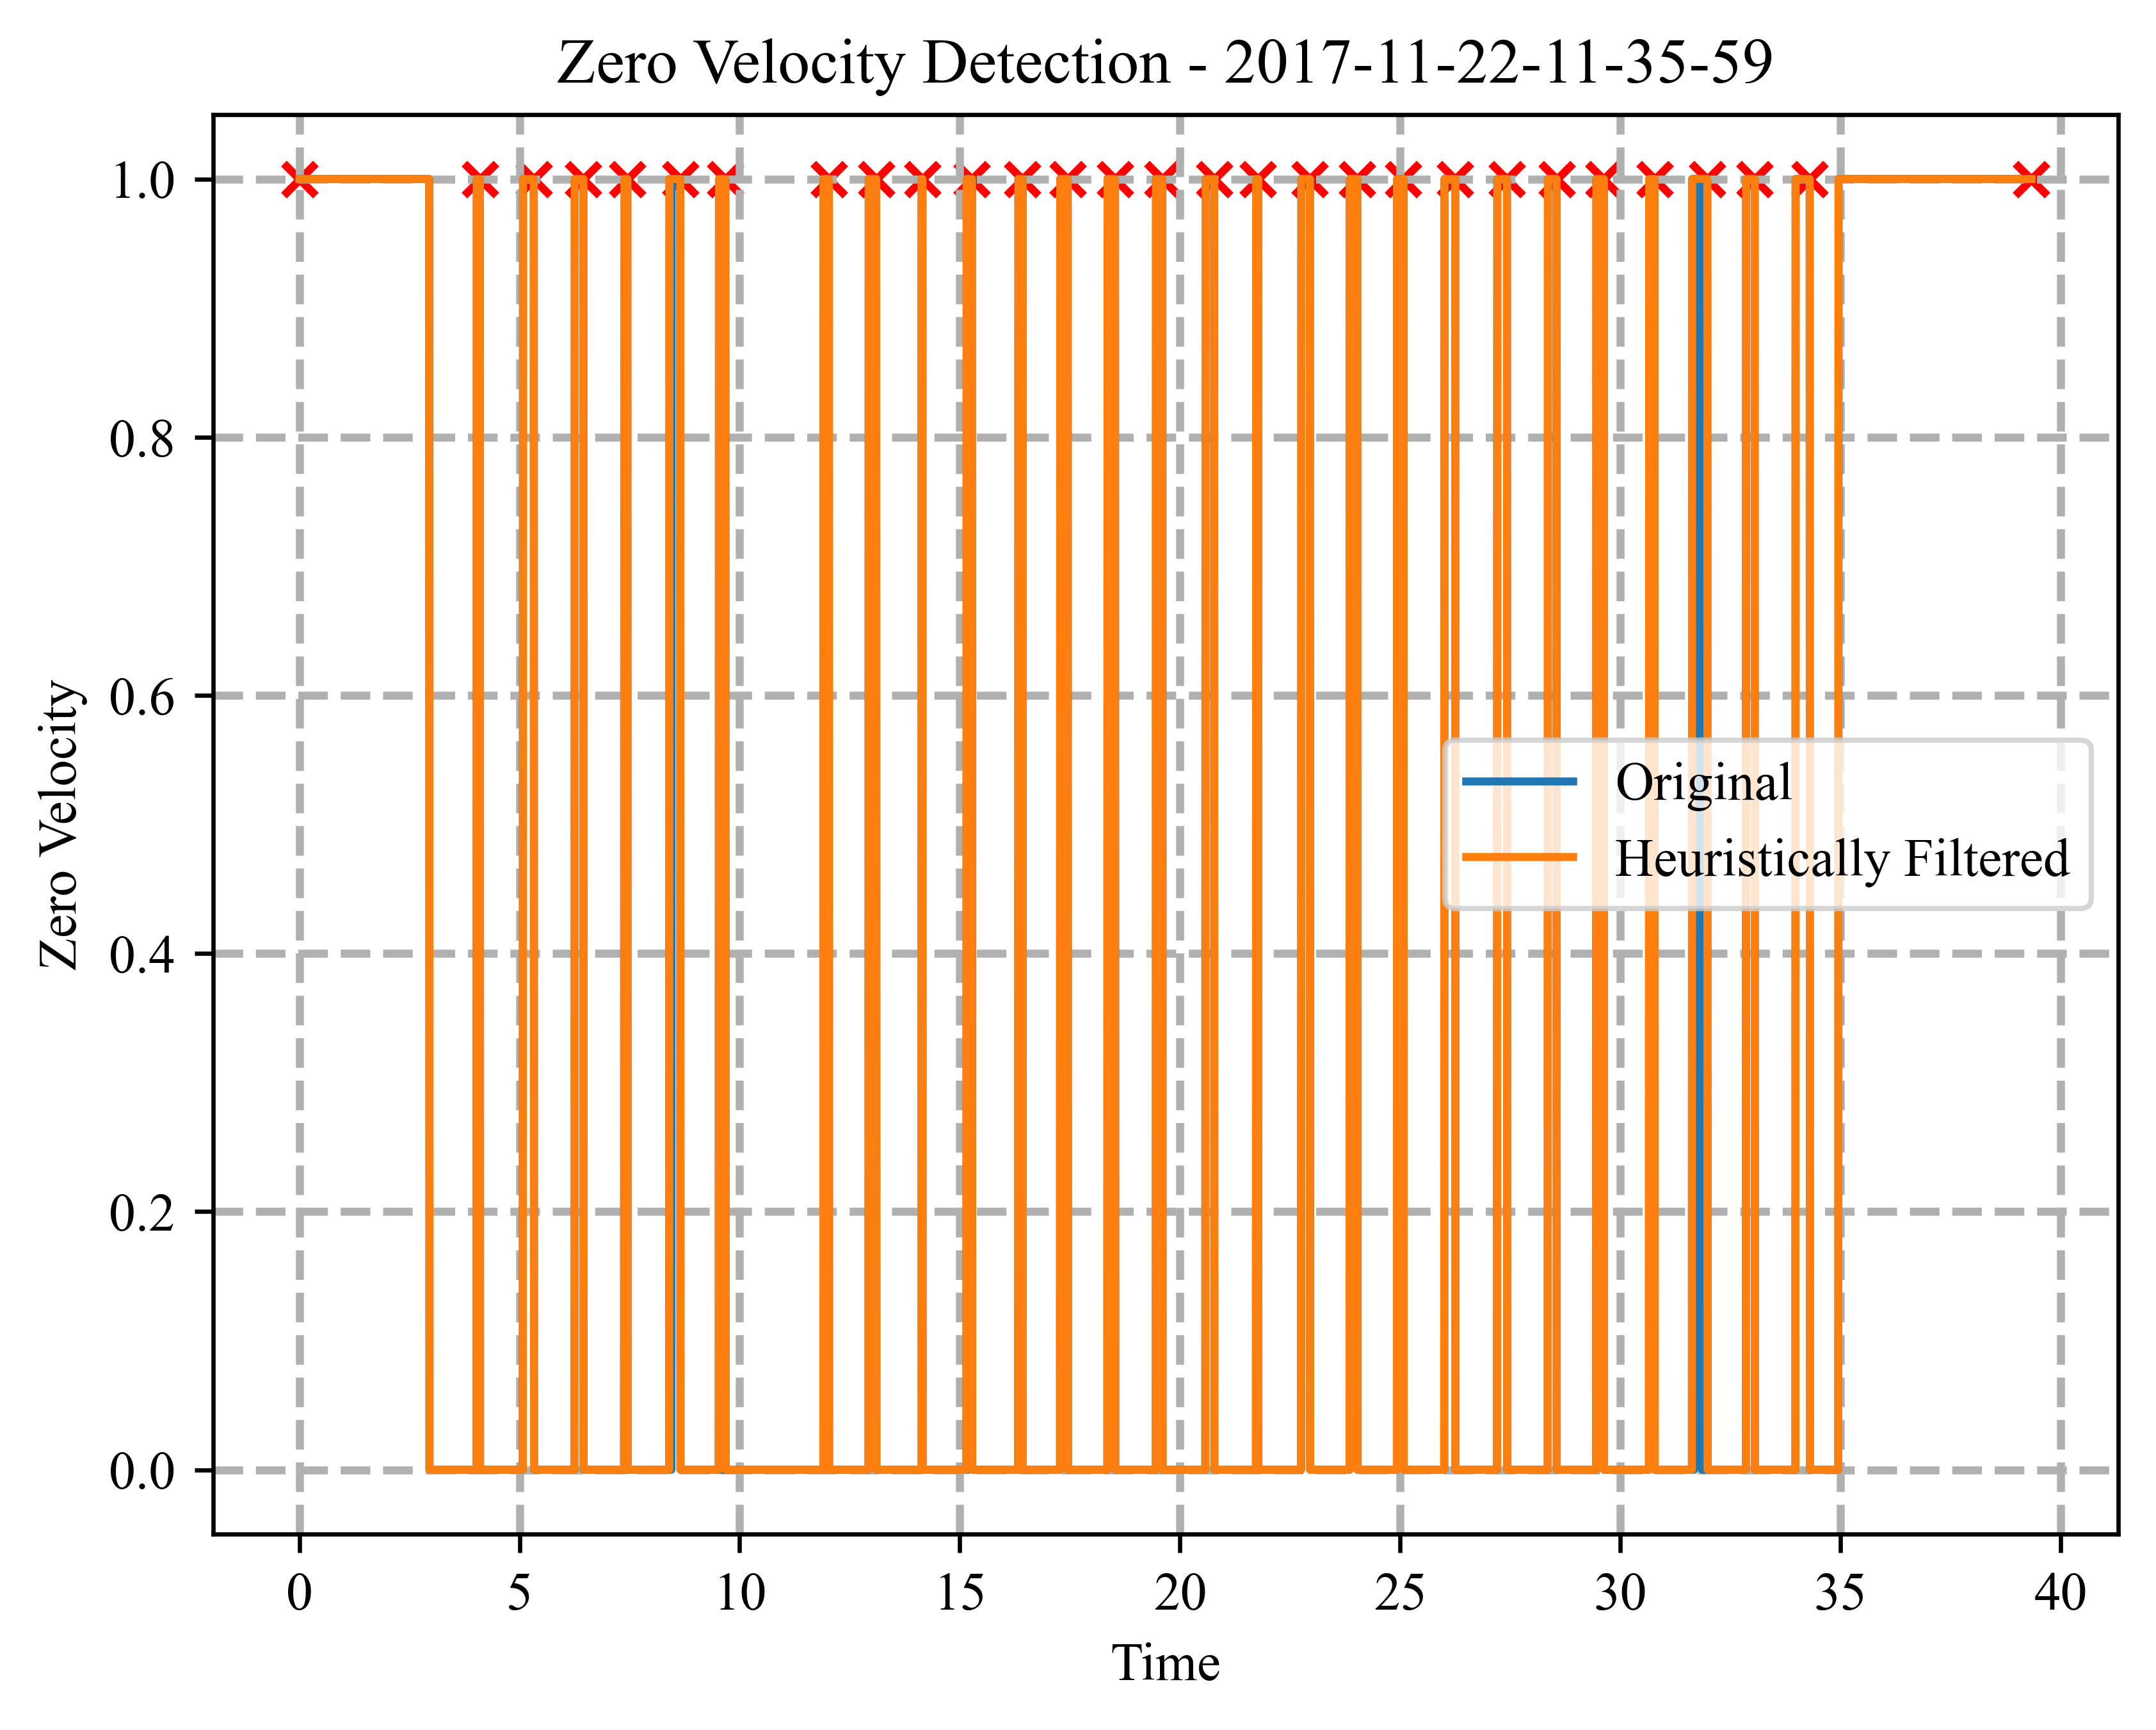 Zero Velocity Detection - 2017-11-22-11-35-59
1.0
0.8
0.6
0.4
0.2
0.0
Zero Velocity
Original
Heuristically Filtered
0 5 10 15 20 25 30 35 40
Time